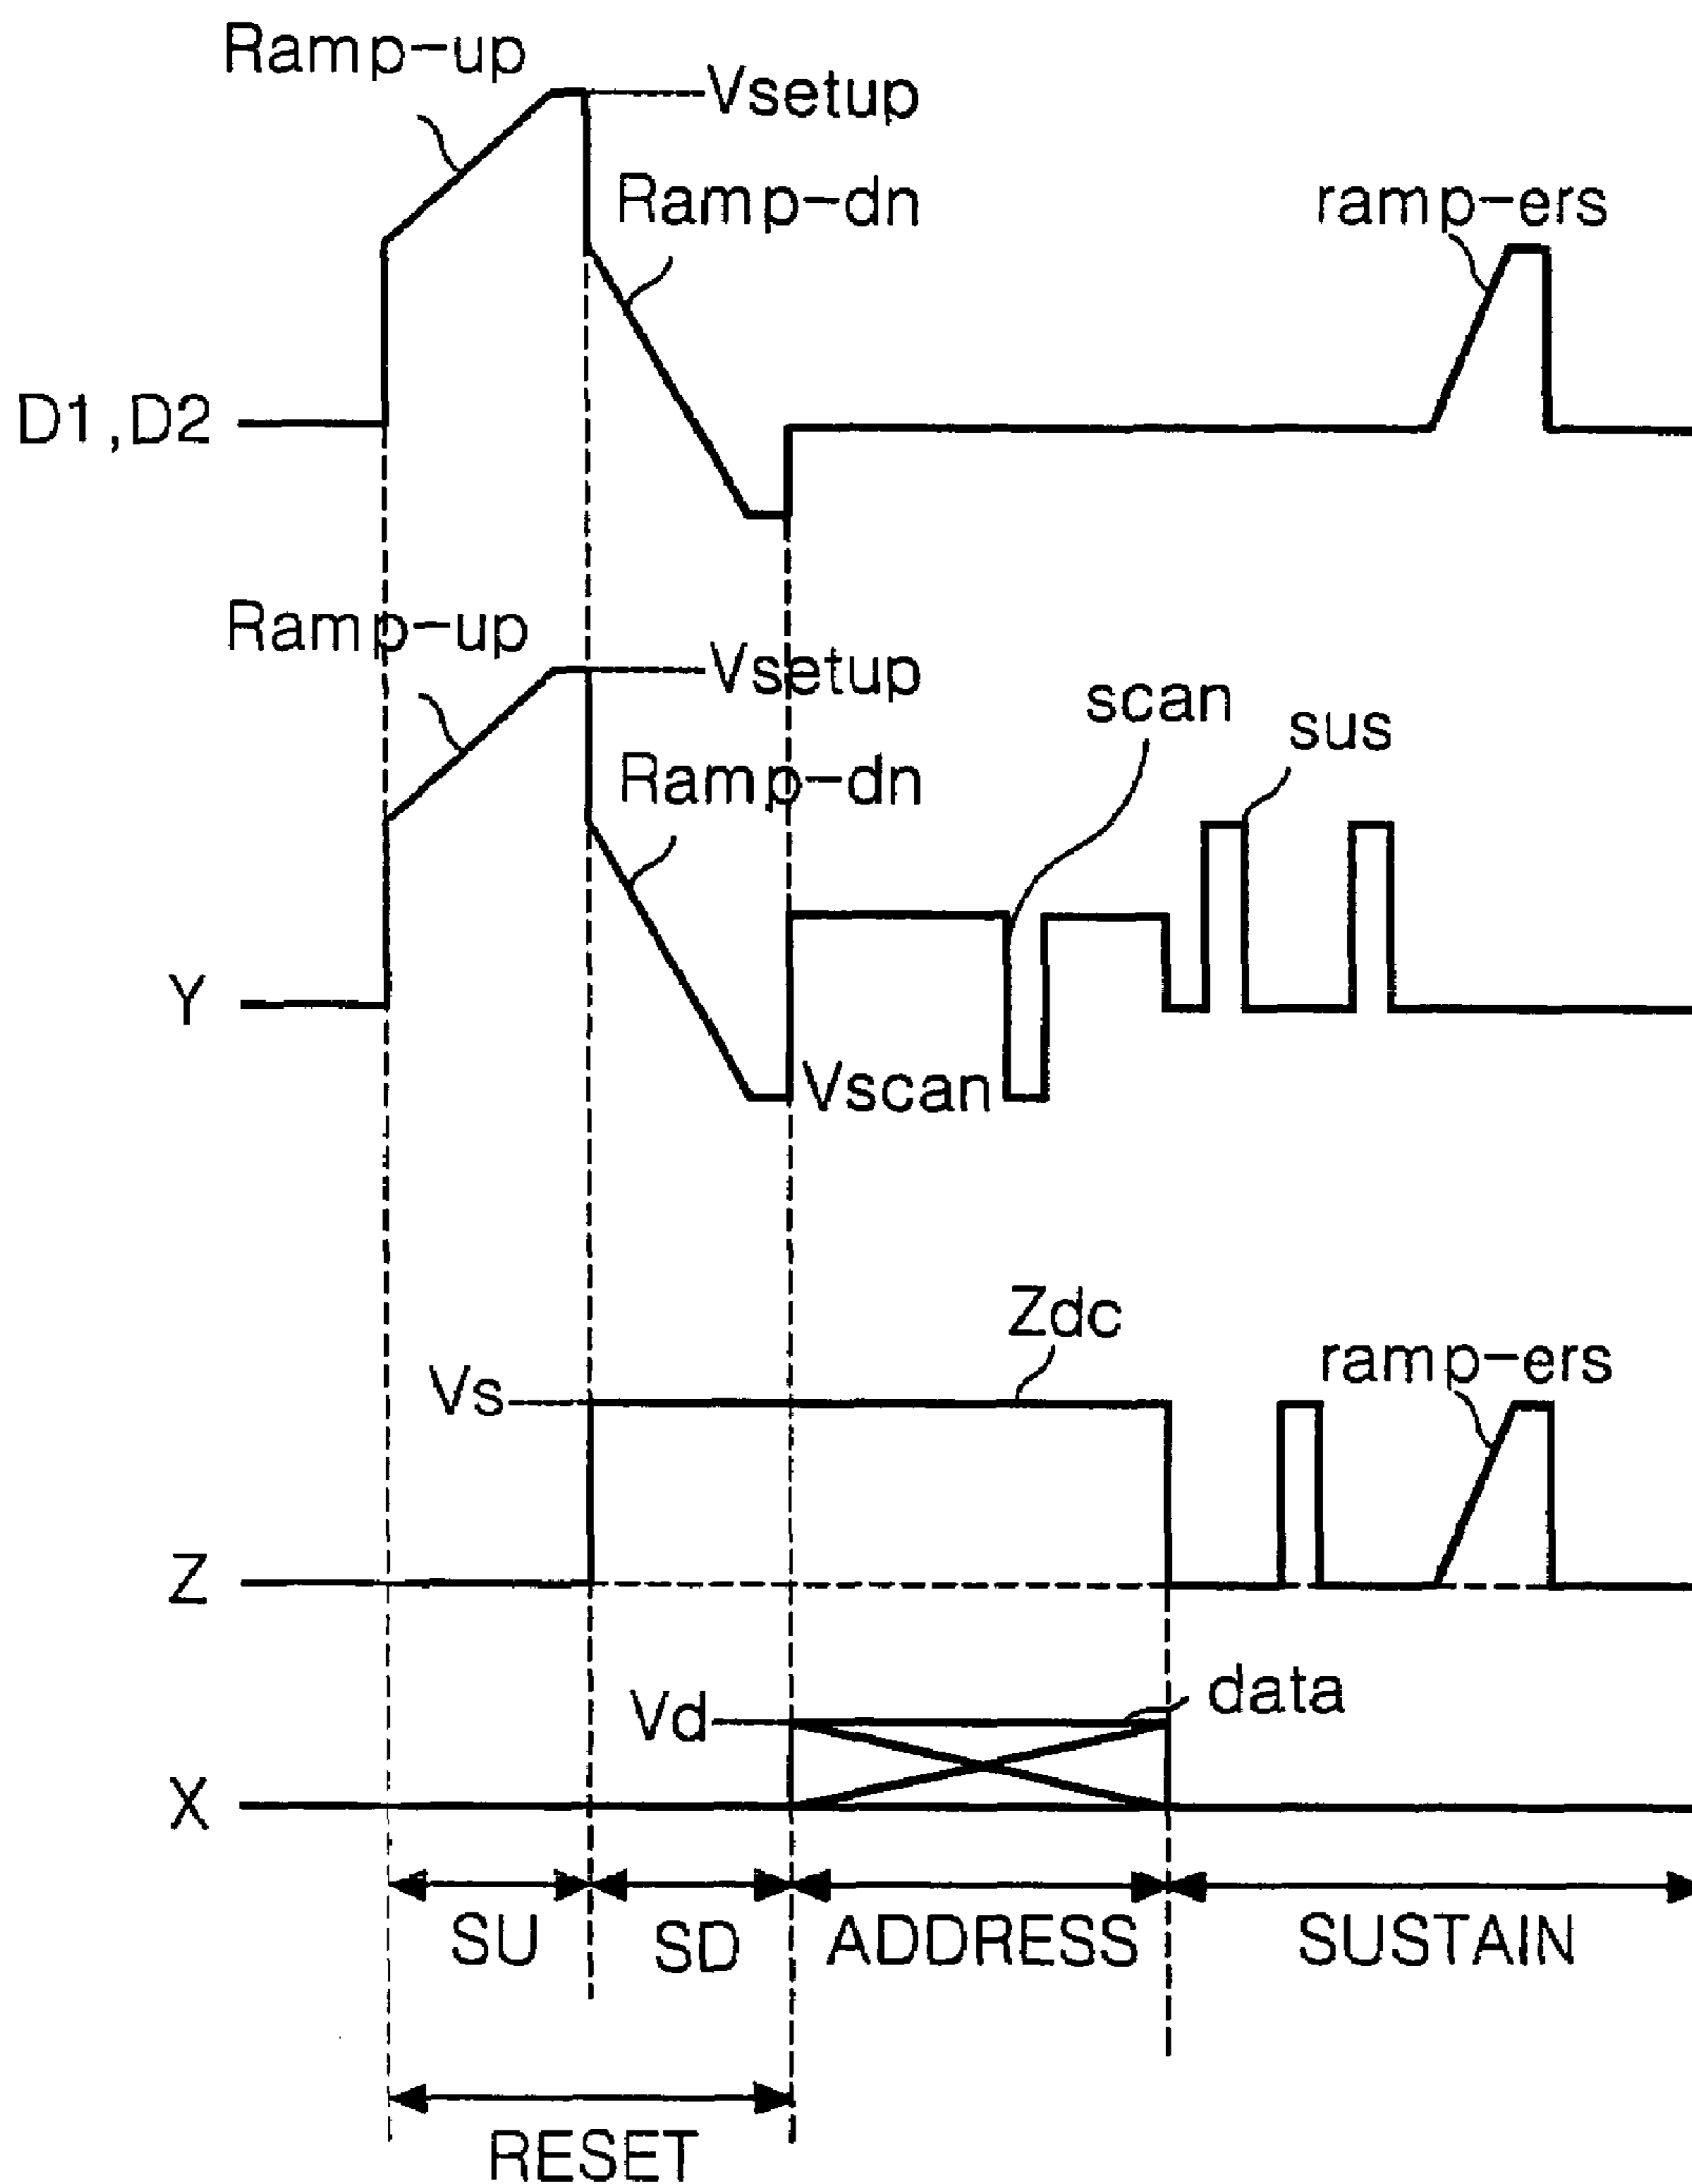 Ramp-up
Vsetup
Ramp-dn
ramp-ers
D1,D2
Ramp-up
Vsetup
scan
sus
Ramp-dn
Y
Vscan
Zdc
ramp-ers
Vs
Z
data
Vd
X
SU
SD
ADDRESS
SUSTAIN
RESET